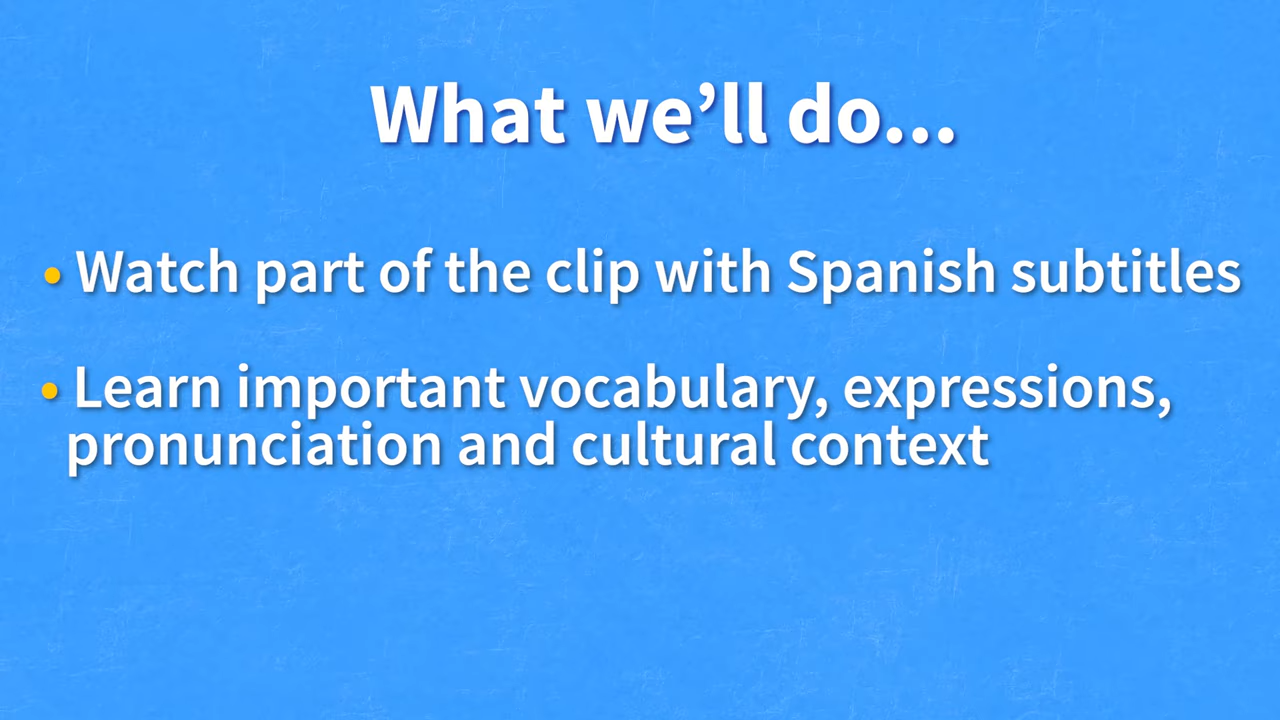 What we’ll do...
• Watch part of the clip with Spanish subtitles
• Learn important vocabulary, expressions,
pronunciation and cultural context